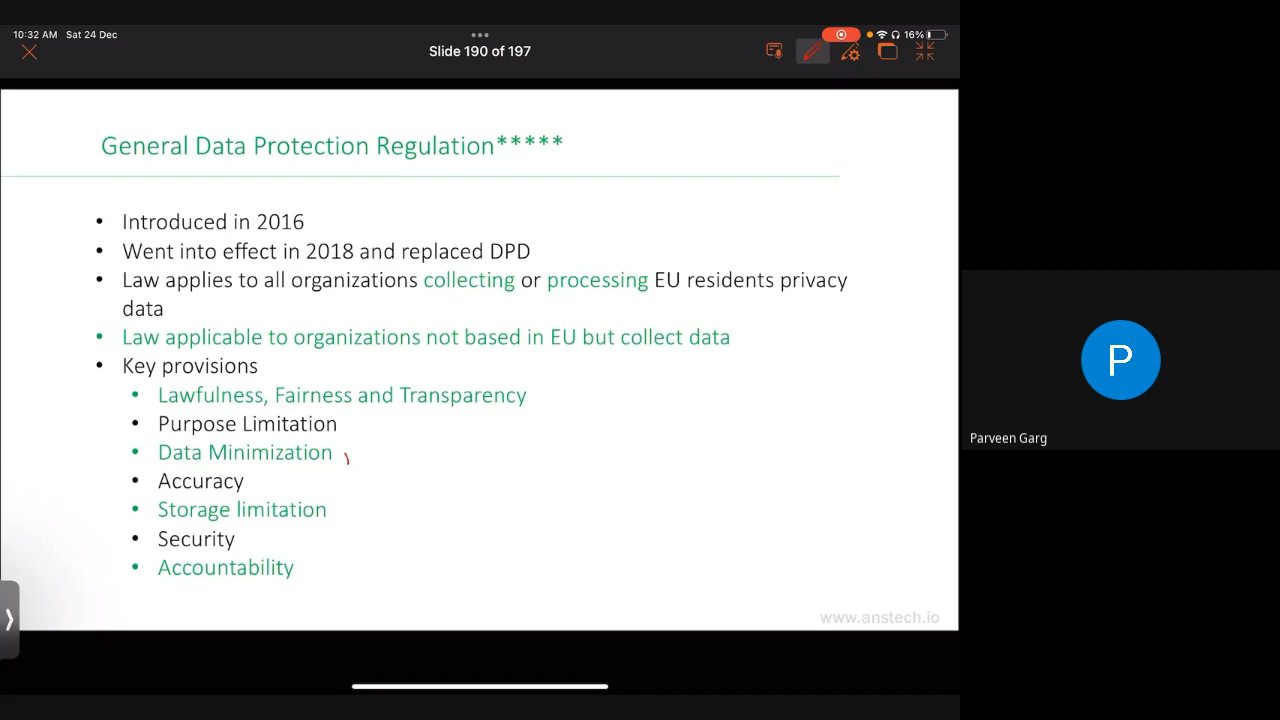 10:32 AM Sat 24 Dec
16%
Slide 190 of 197
General Data Protection Regulation*****
• Introduced in 2016
• Went into effect in 2018 and replaced DPD
• Law applies to all organizations collecting or processing EU residents privacy
data
• Law applicable to organizations not based in EU but collect data
• Key provisions
• Lawfulness, Fairness and Transparency
• Purpose Limitation
• Data Minimization
• Accuracy
• Storage limitation
• Security
• Accountability
www.anstech.io
P
Parveen Garg